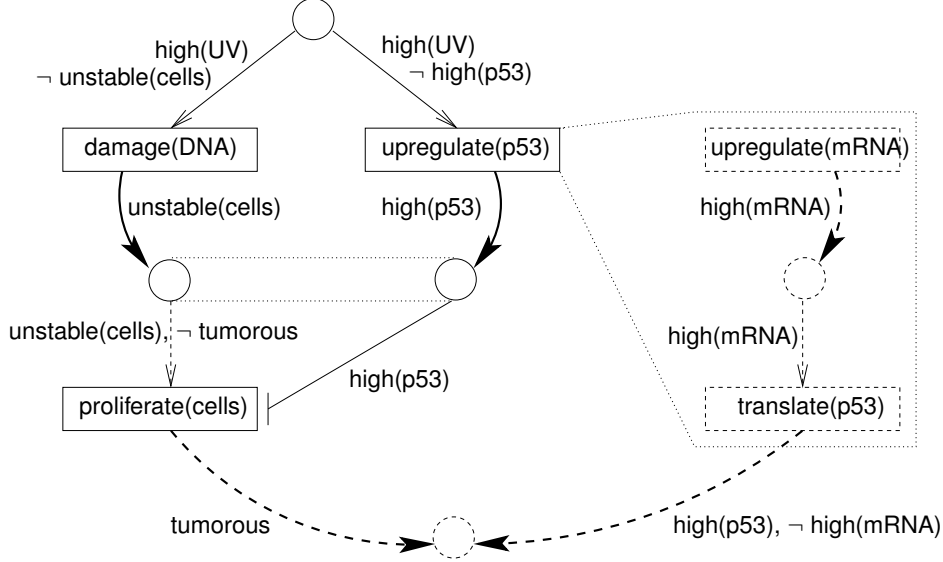 high(UV)
¬ unstable(cells)
high(UV)
¬ high(p53)
damage(DNA)
upregulate(p53)
upregulate(mRNA)
unstable(cells)
high(p53)
high(mRNA)
unstable(cells), ¬ tumorous
high(mRNA)
high(p53)
proliferate(cells)
translate(p53)
tumorous
high(p53), ¬ high(mRNA)